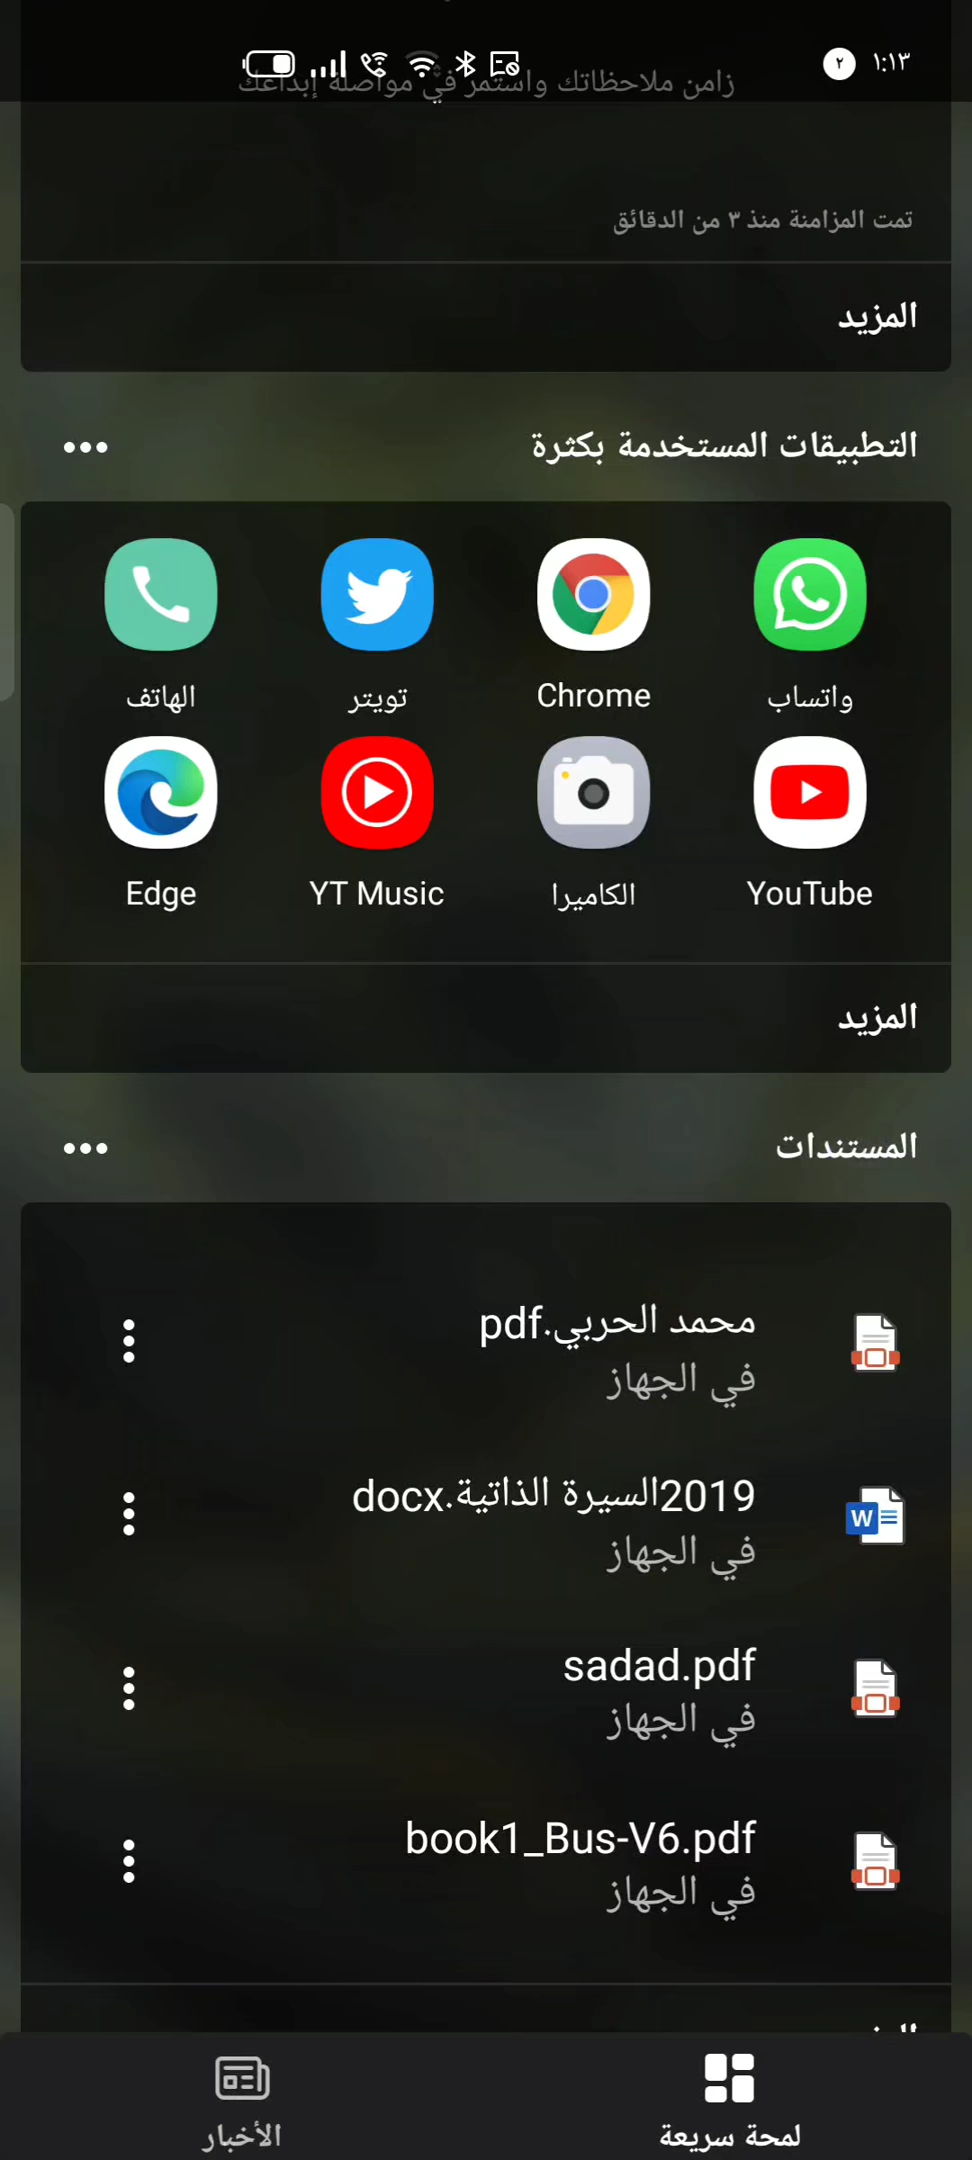 ١:١٣
٢
زامن ملاحظاتك واستمر في مواصلة إبداعك
تمت المزامنة منذ ٣ من الدقائق
المزيد
التطبيقات المستخدمة بكثرة
واتساب
Chrome
تويتر
الهاتف
YouTube
الكاميرا
YT Music
Edge
المزيد
المستندات
محمد الحربي.pdf
في الجهاز
2019السيرة الذاتية.docx
في الجهاز
W
sadad.pdf
في الجهاز
book1_Bus-V6.pdf
في الجهاز
لمحة سريعة
الأخبار